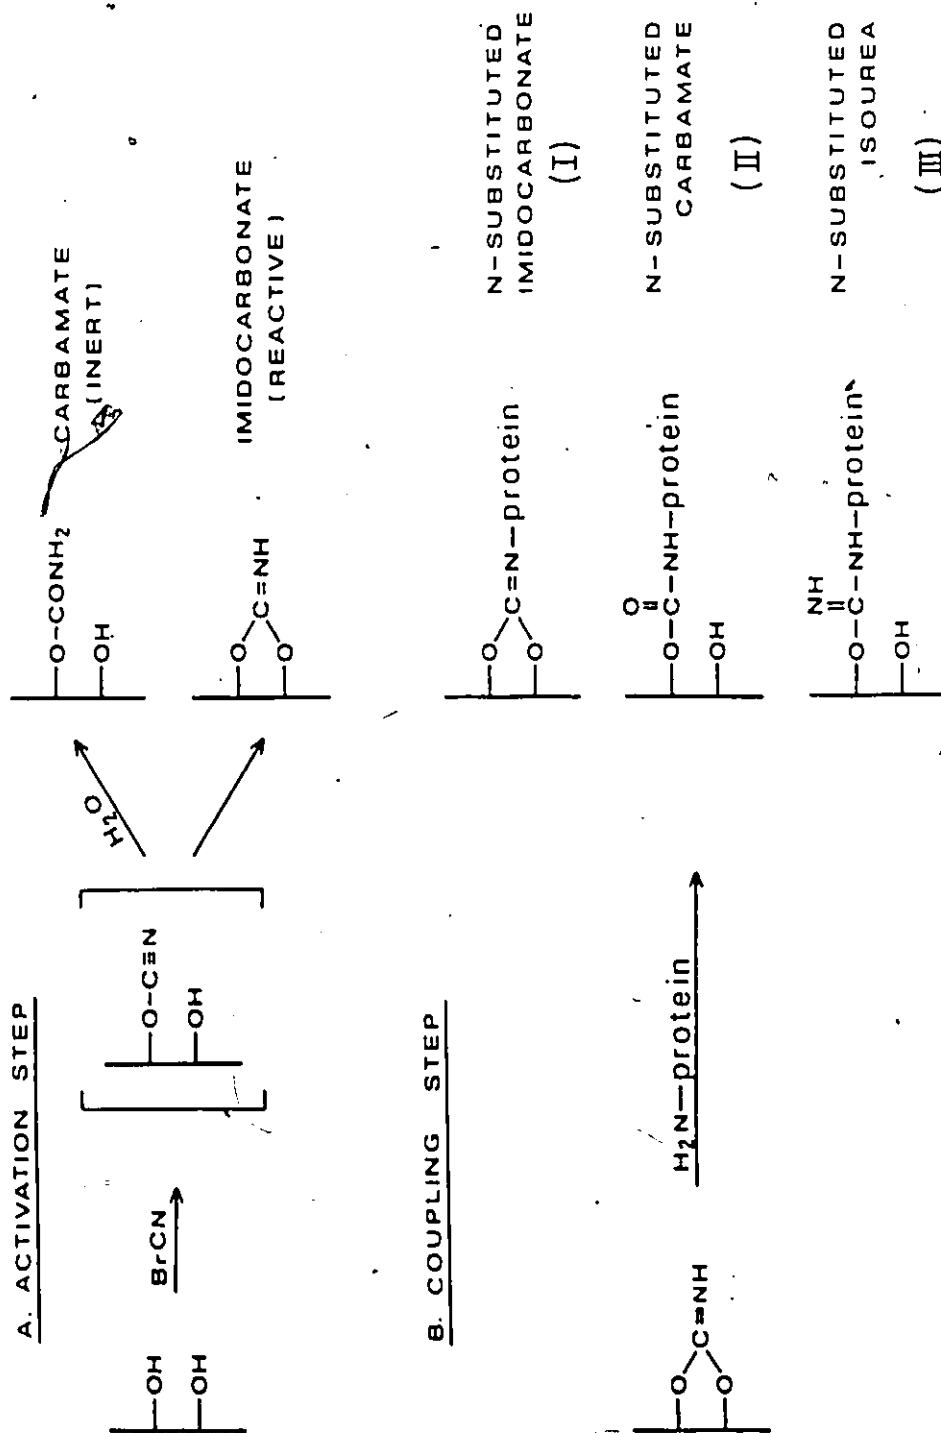 A. ACTIVATION STEP
OH
OH
BrCN
O-C≡N
OH
H2O
O-CONH2
OH
CARBAMATE
(INERT)
O
C=NH
O
IMIDOCARBONATE
(REACTIVE)
B. COUPLING STEP
O
C=NH
O
H2N-protein
O
C=N-protein
O
N-SUBSTITUTED
IMIDOCARBONATE
(I)
O
O-C-NH-protein
OH
N-SUBSTITUTED
CARBAMATE
(II)
NH
O-C-NH-protein
OH
N-SUBSTITUTED
ISOUREA
(III)